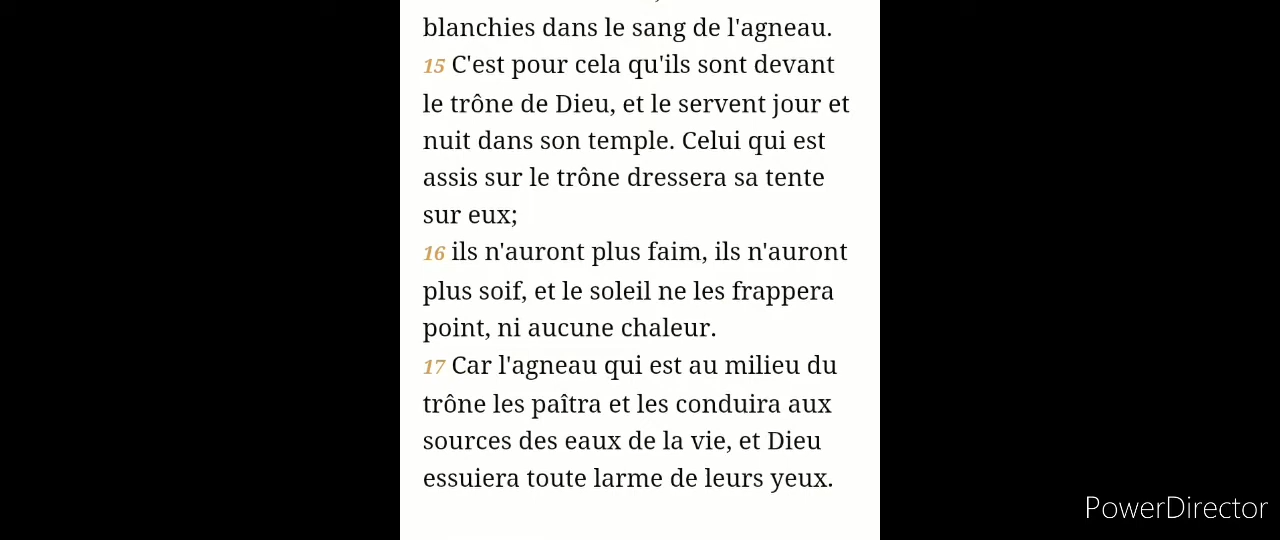 blanchies dans le sang de l'agneau.
15 C'est pour cela qu'ils sont devant
le trône de Dieu, et le servent jour et
nuit dans son temple. Celui qui est
assis sur le trône dressera sa tente
sur eux;
16 ils n'auront plus faim, ils n'auront
plus soif, et le soleil ne les frappera
point, ni aucune chaleur.
17 Car l'agneau qui est au milieu du
trône les paîtra et les conduira aux
sources des eaux de la vie, et Dieu
essuiera toute larme de leurs yeux.
PowerDirector